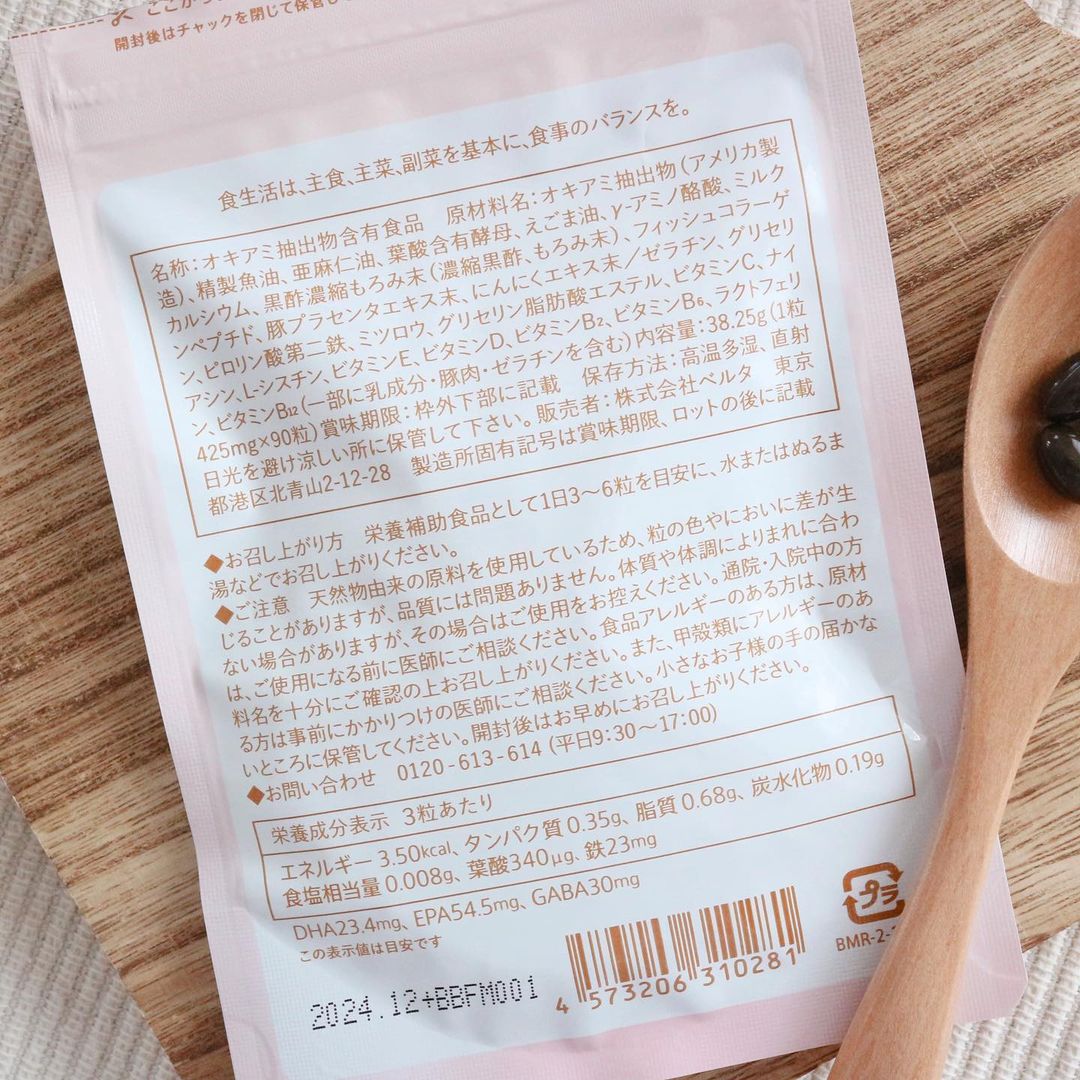 開封後はチャックを閉じて保管し
食生活は、主食、主菜、副菜を基本に、食事のバランスを。
名称：オキアミ抽出物含有食品　原材料名：オキアミ抽出物（アメリカ製
造）、精製魚油、亜麻仁油、葉酸含有酵母、えごま油、γ-アミノ酪酸、ミルク
カルシウム、黒酢濃縮もろみ末（濃縮黒酢、もろみ末）、フィッシュコラーゲ
ンペプチド、豚プラセンタエキス末、にんにくエキス末／ゼラチン、グリセリ
ン、ピロリン酸第二鉄、ミツロウ、グリセリン脂肪酸エステル、ビタミンC、ナイ
アシン、L-シスチン、ビタミンE、ビタミンD、ビタミンB₂、ビタミンB₆、ラクトフェリ
ン、ビタミンB₁₂（一部に乳成分・豚肉・ゼラチンを含む）内容量：38.25g（1粒
425mg×90粒）賞味期限：枠外下部に記載　保存方法：高温多湿、直射
日光を避け涼しい所に保管して下さい。販売者：株式会社ベルタ　東京
都港区北青山2-12-28　製造所固有記号は賞味期限、ロットの後に記載
◆お召し上がり方　栄養補助食品として1日3〜6粒を目安に、水またはぬるま
湯などでお召し上がりください。
◆ご注意　天然物由来の原料を使用しているため、粒の色やにおいに差が生
じることがありますが、品質には問題ありません。体質や体調によりまれに合わ
ない場合がありますが、その場合はご使用をお控えください。通院・入院中の方
は、ご使用になる前に医師にご相談ください。食品アレルギーのある方は、原材
料名を十分にご確認の上お召し上がりください。また、甲殻類にアレルギーのあ
る方は事前にかかりつけの医師にご相談ください。小さなお子様の手の届かな
いところに保管してください。開封後はお早めにお召し上がりください。
◆お問い合わせ　0120-613-614（平日9：30〜17：00）
栄養成分表示　3粒あたり
エネルギー 3.50kcal、タンパク質 0.35g、脂質 0.68g、炭水化物 0.19g
食塩相当量 0.008g、葉酸340μg、鉄23mg
DHA23.4mg、EPA54.5mg、GABA30mg
この表示値は目安です
プラ
BMR-2-
2024.12+BBFM001
4 573206 310281